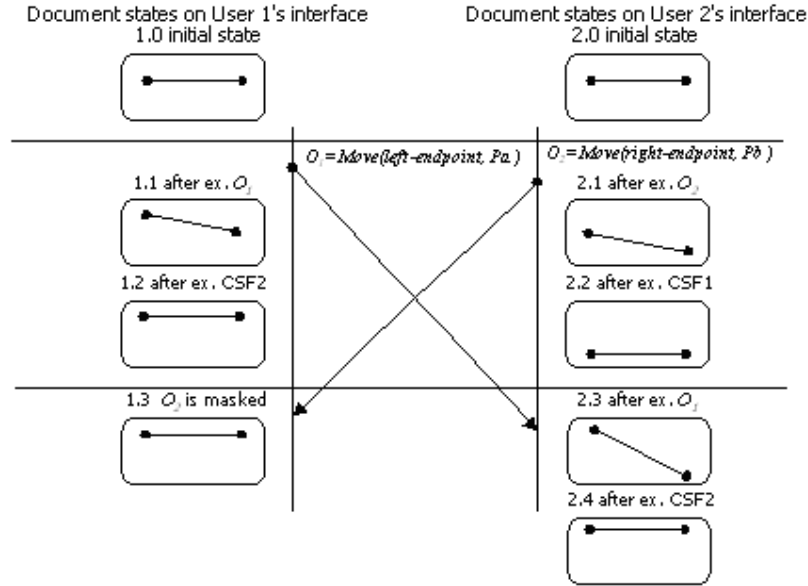 Document states on User 1's interface
1.0 initial state
Document states on User 2's interface
2.0 initial state
O₁=Move(left-endpoint, Pa )
O₂=Move(right-endpoint, Pb )
1.1 after ex. O₁
2.1 after ex. O₂
1.2 after ex. CSF2
2.2 after ex. CSF1
1.3 O₂ is masked
2.3 after ex. O₁
2.4 after ex. CSF2